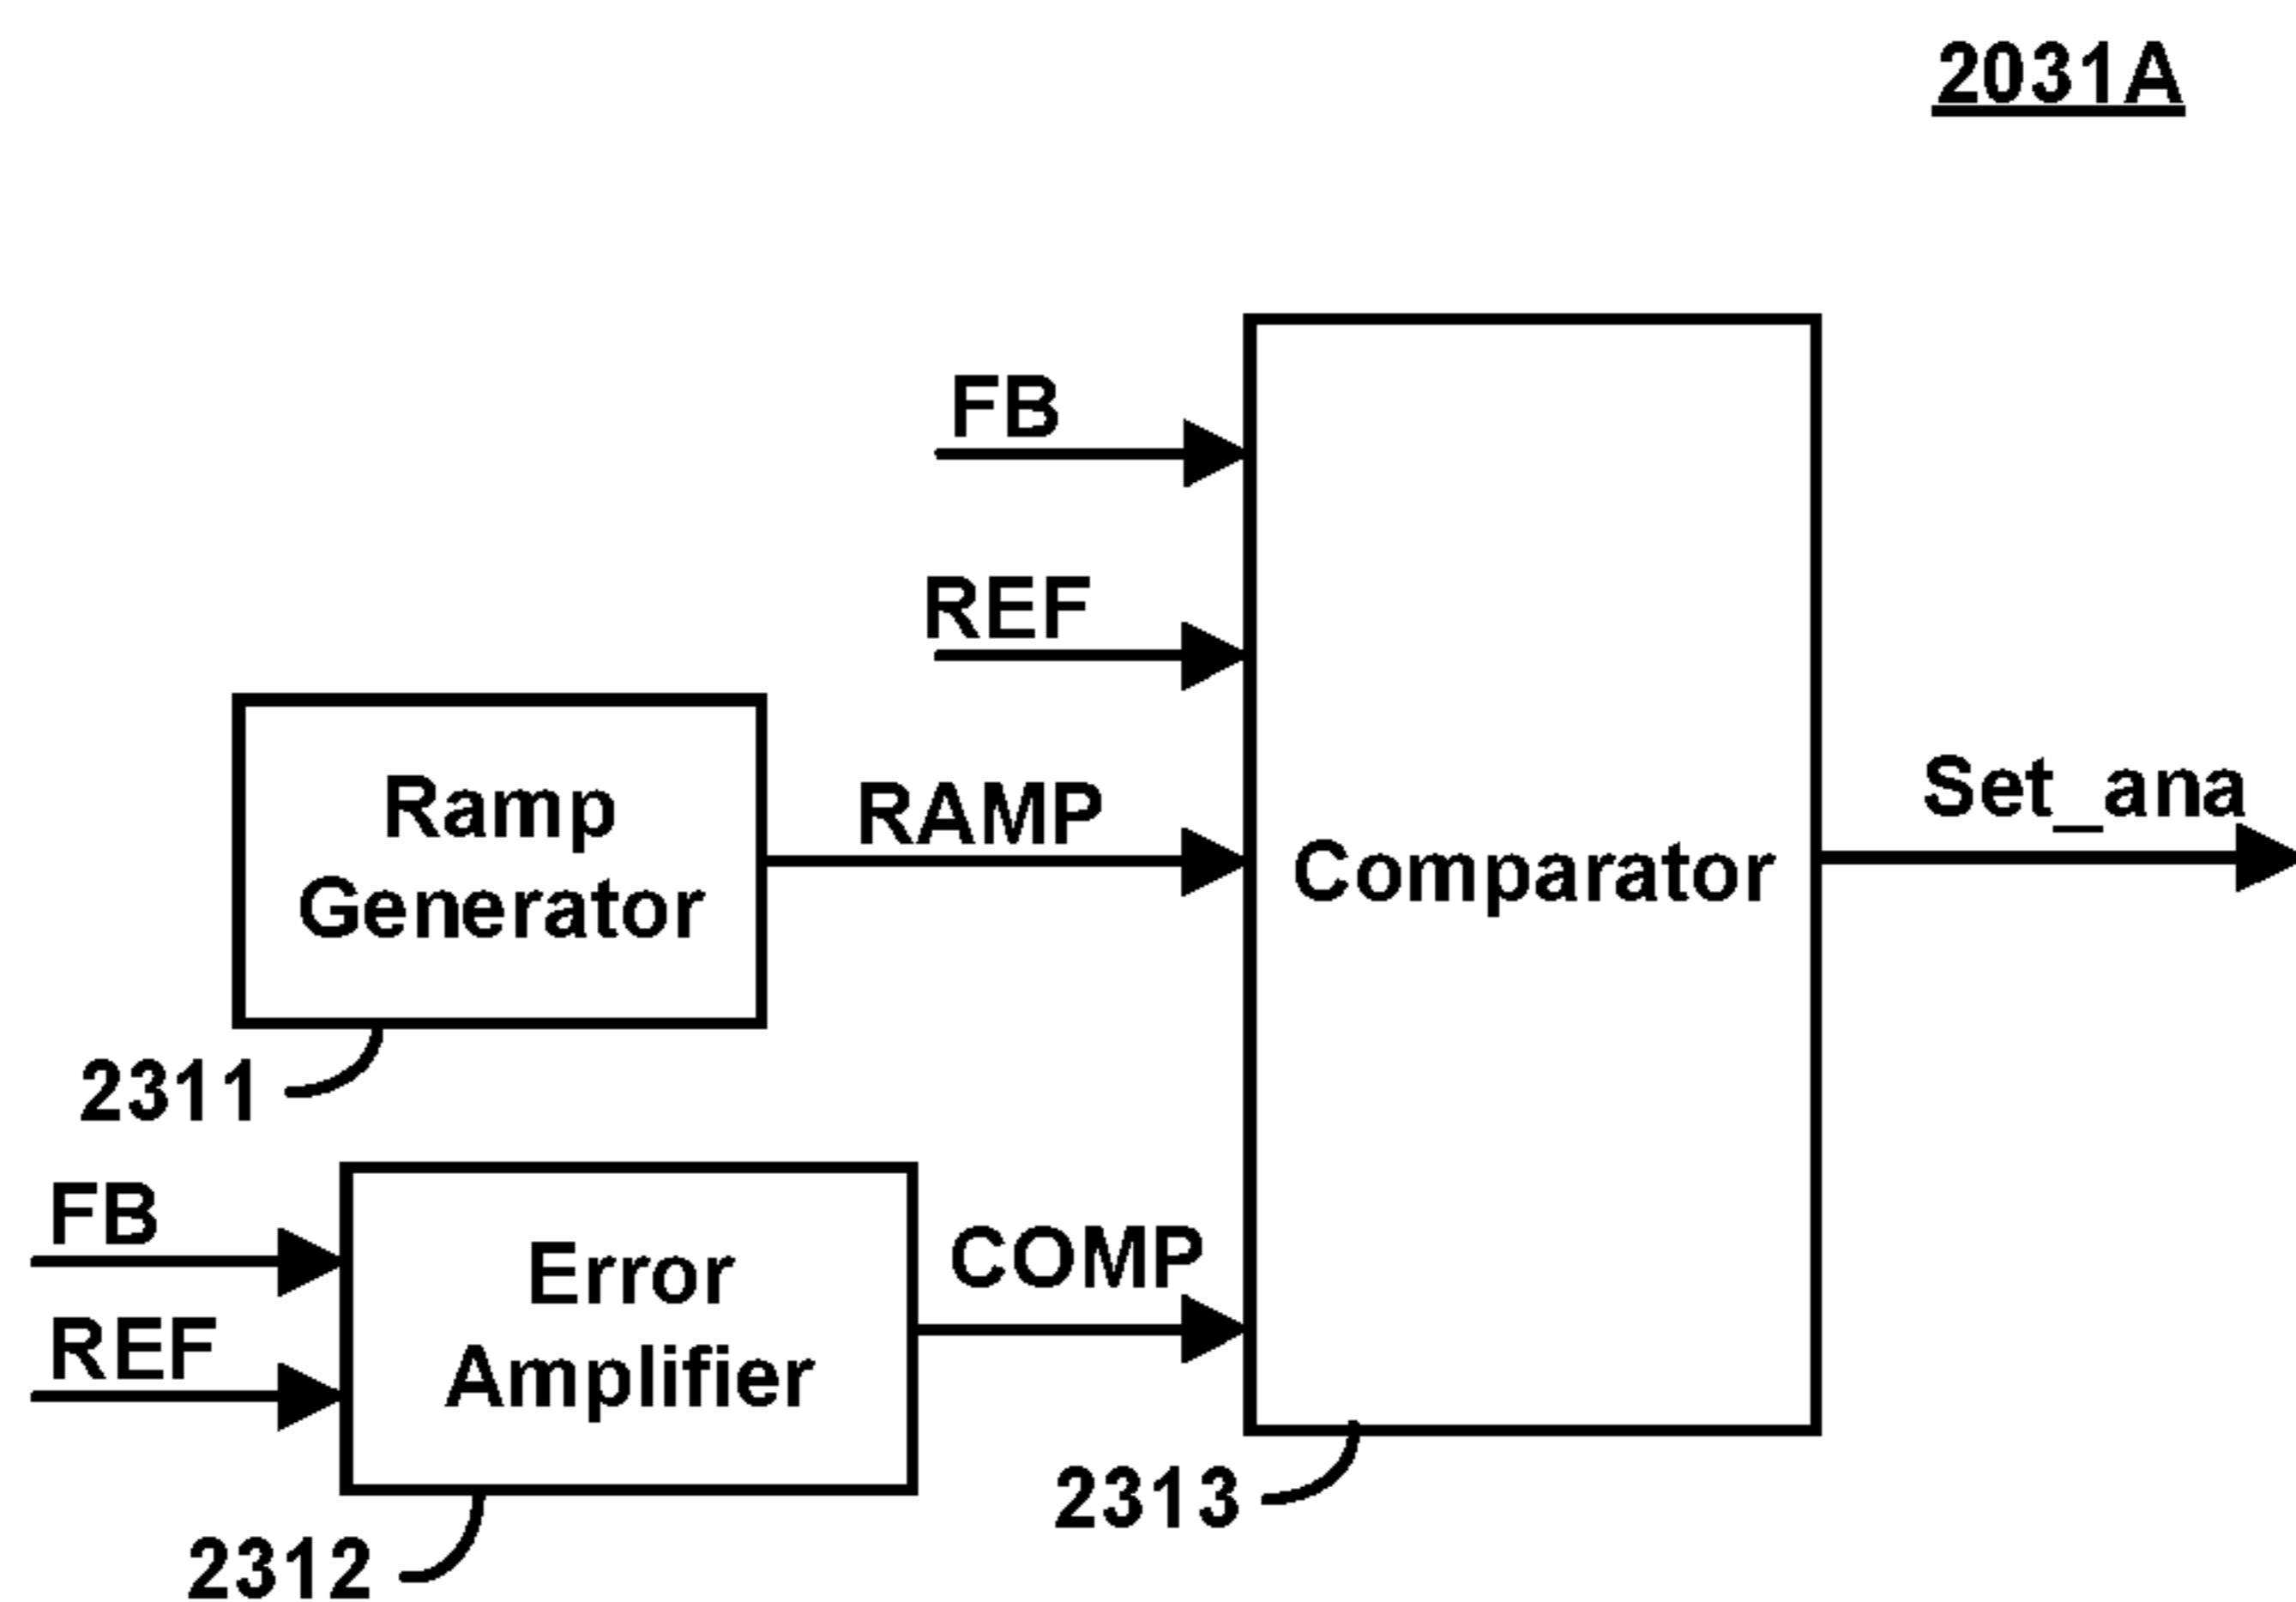 2031A
FB
REF
Ramp
Generator
RAMP
Comparator
Set_ana
2311
FB
REF
Error
Amplifier
COMP
2313
2312